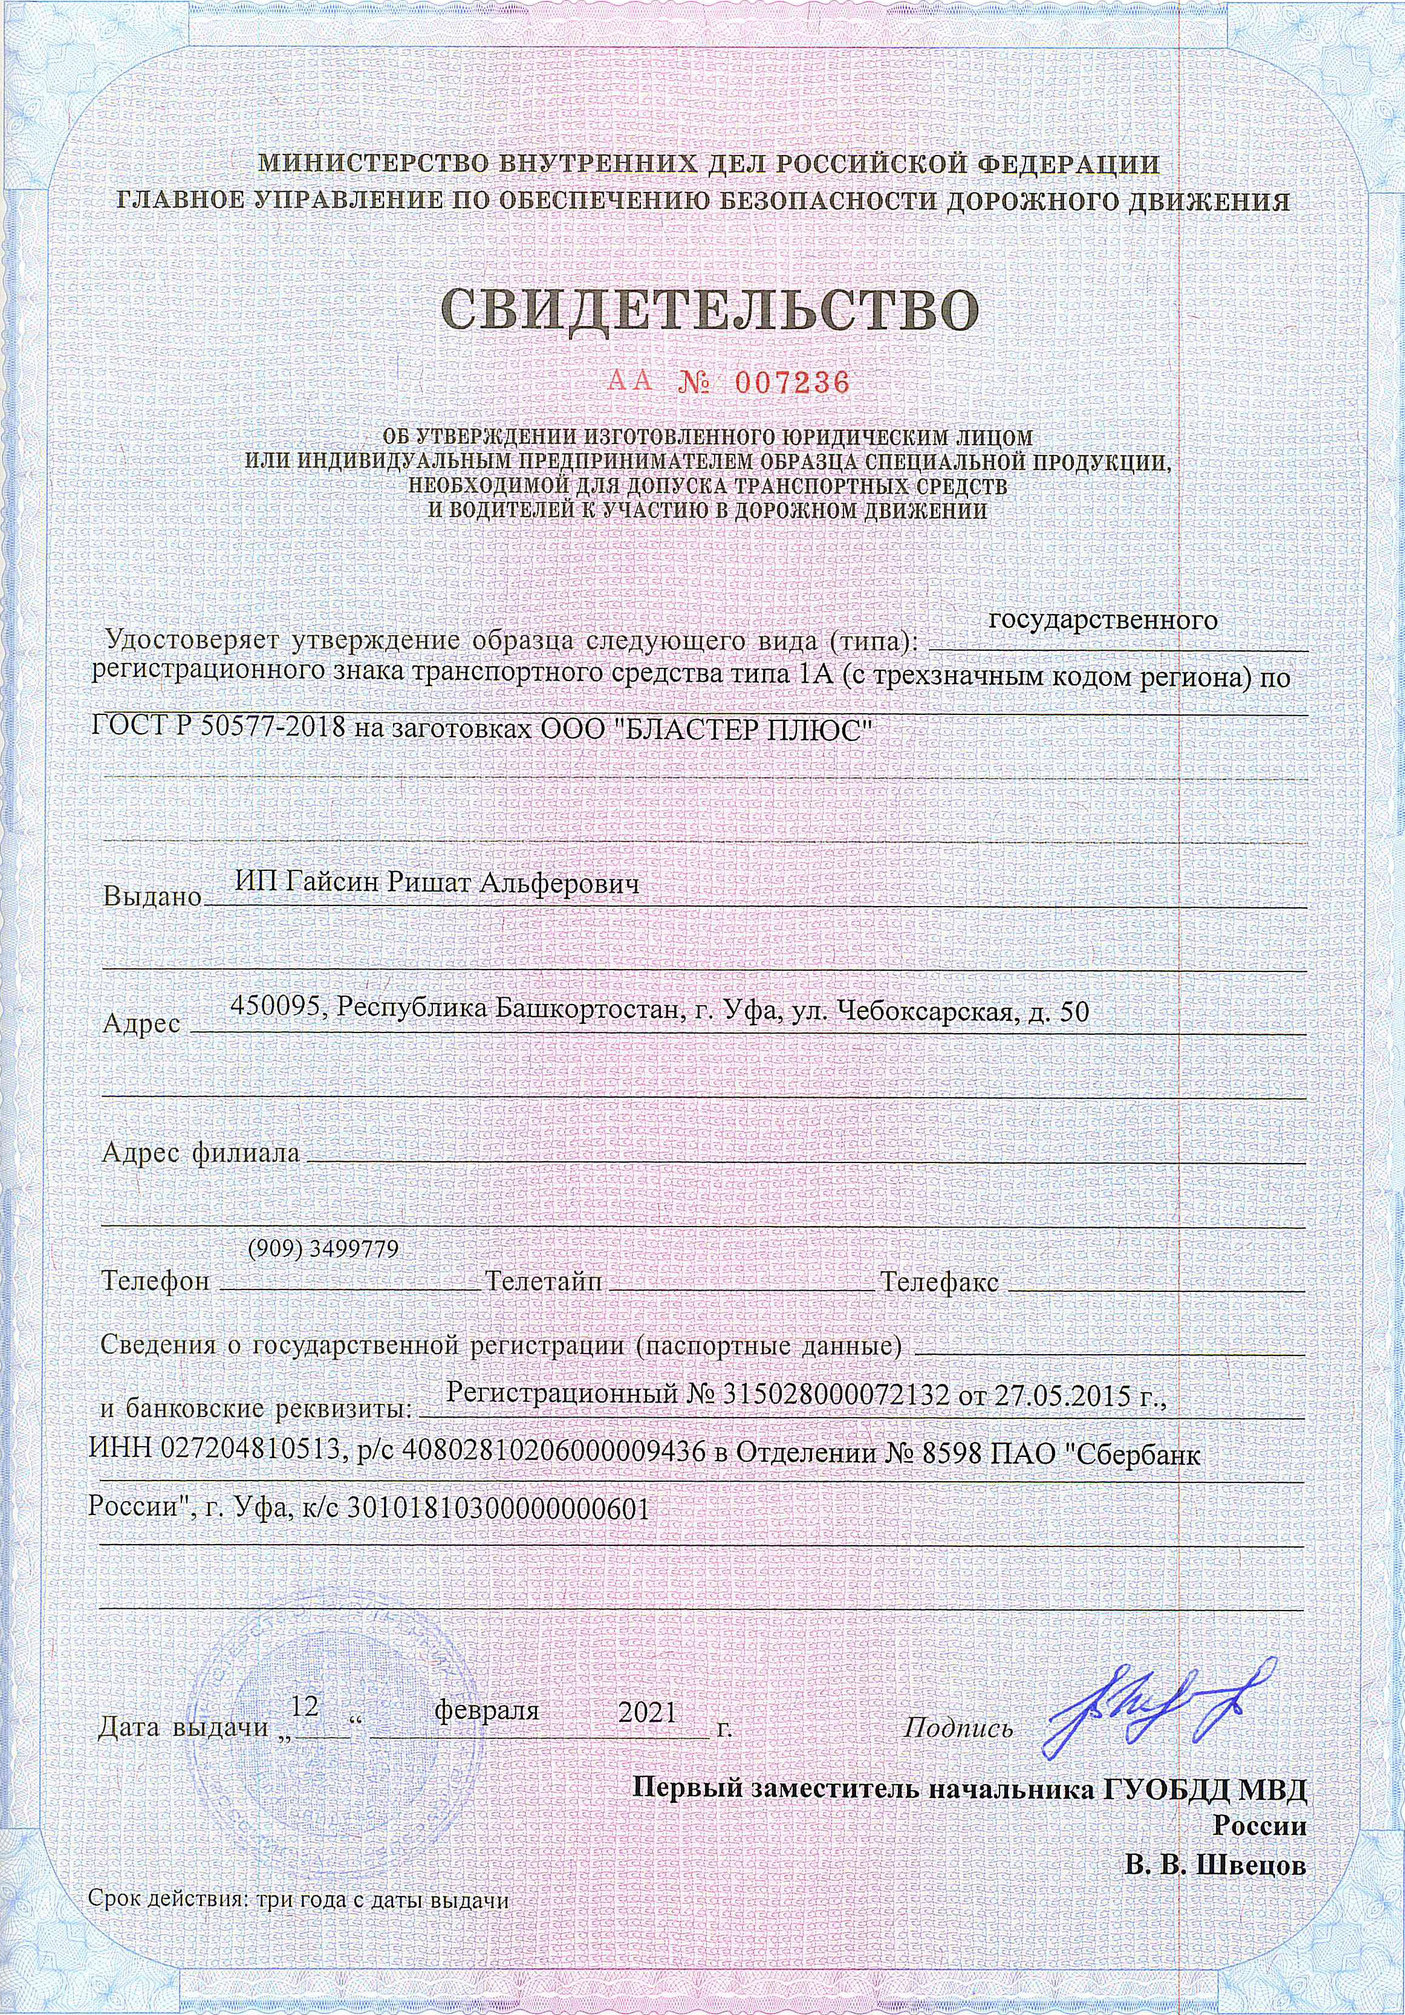 МИНИСТЕРСТВО ВНУТРЕННИХ ДЕЛ РОССИЙСКОЙ ФЕДЕРАЦИИ
ГЛАВНОЕ УПРАВЛЕНИЕ ПО ОБЕСПЕЧЕНИЮ БЕЗОПАСНОСТИ ДОРОЖНОГО ДВИЖЕНИЯ
СВИДЕТЕЛЬСТВО
АА № 007236
ОБ УТВЕРЖДЕНИИ ИЗГОТОВЛЕННОГО ЮРИДИЧЕСКИМ ЛИЦОМ
ИЛИ ИНДИВИДУАЛЬНЫМ ПРЕДПРИНИМАТЕЛЕМ ОБРАЗЦА СПЕЦИАЛЬНОЙ ПРОДУКЦИИ,
НЕОБХОДИМОЙ ДЛЯ ДОПУСКА ТРАНСПОРТНЫХ СРЕДСТВ
И ВОДИТЕЛЕЙ К УЧАСТИЮ В ДОРОЖНОМ ДВИЖЕНИИ
Удостоверяет утверждение образца следующего вида (типа): государственного
регистрационного знака транспортного средства типа 1А (с трехзначным кодом региона) по
ГОСТ Р 50577-2018 на заготовках ООО "БЛАСТЕР ПЛЮС"
Выдано ИП Гайсин Ришат Альферович
Адрес 450095, Республика Башкортостан, г. Уфа, ул. Чебоксарская, д. 50
Адрес филиала
Телефон (909) 3499779 Телетайп Телефакс
Сведения о государственной регистрации (паспортные данные)
и банковские реквизиты: Регистрационный № 315028000072132 от 27.05.2015 г.,
ИНН 027204810513, р/с 40802810206000009436 в Отделении № 8598 ПАО "Сбербанк
России", г. Уфа, к/с 30101810300000000601
Дата выдачи „12“ февраля 2021 г. Подпись
Первый заместитель начальника ГУОБДД МВД
России
В. В. Швецов
Срок действия: три года с даты выдачи